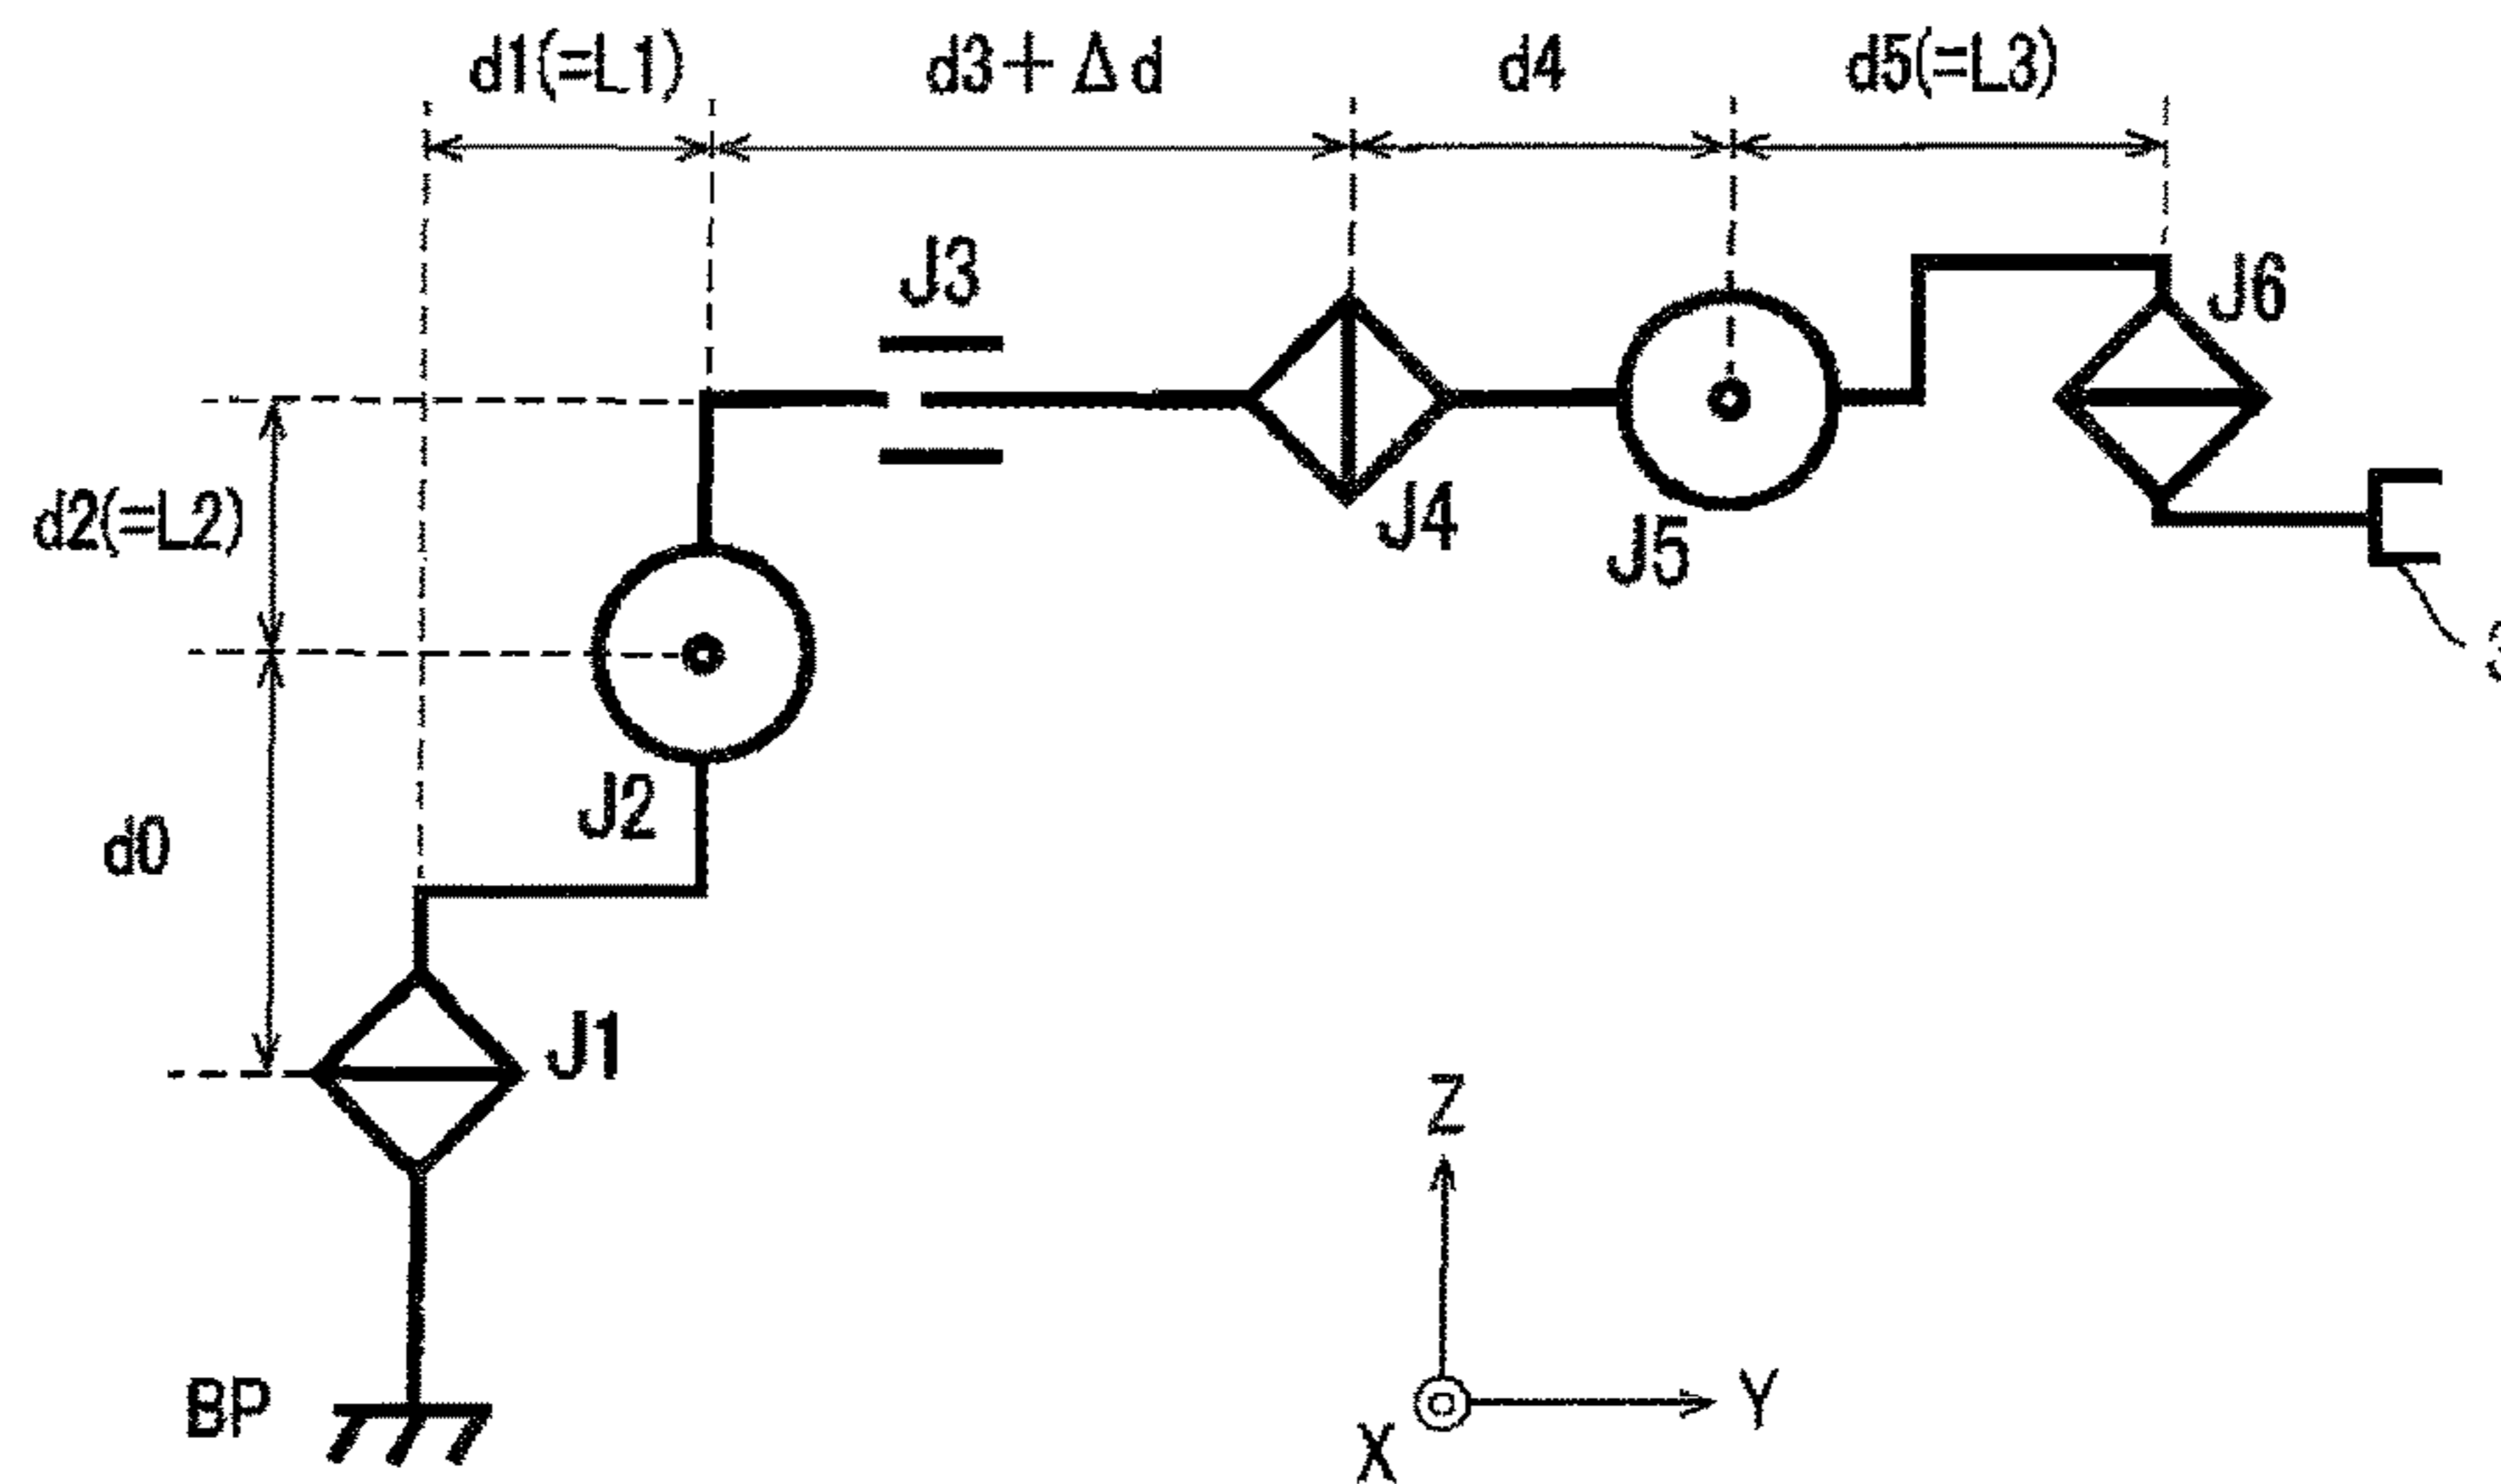 d1(=L1)
d3+Δd
d4
d5(=L3)
J3
J6
d2(=L2)
J4
J5
J2
d0
J1
Z
BP
X
Y